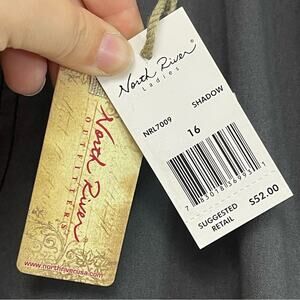 North River
OUTFITTERS
www.northriverusa.com
North River®
Ladies
SHADOW
NRL7009
16
SUGGESTED
RETAIL
$52.00